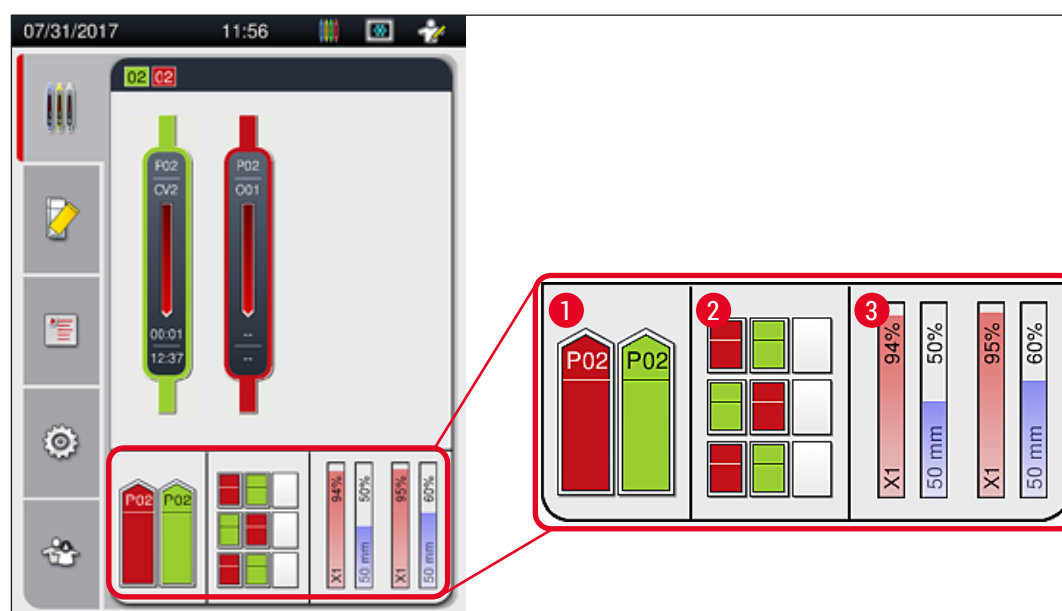 07/31/2017 11:56
02 02
P02 P02
CV2 O01
00:01 --
12:37 --
P02 P02
X1 94%
50 mm 50%
X1 95%
50 mm 60%
1 2 3
P02 P02
X1 94%
50 mm 50%
X1 95%
50 mm 60%